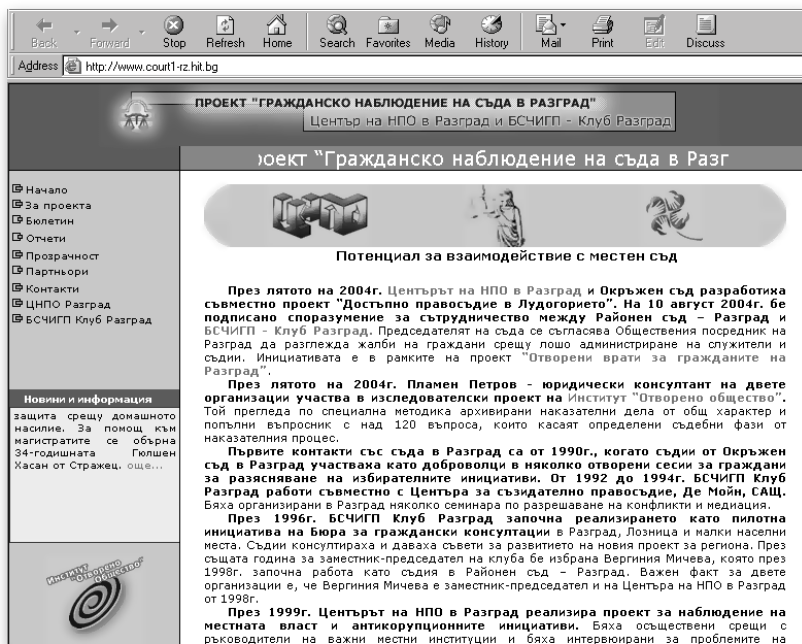 Back Forward Stop Refresh Home Search Favorites Media History Mail Print Edit Discuss
Address http://www.court1-rz.hit.bg
ПРОЕКТ "ГРАЖДАНСКО НАБЛЮДЕНИЕ НА СЪДА В РАЗГРАД"
Център на НПО в Разград и БСЧИГП - Клуб Разград
роект "Гражданско наблюдение на съда в Разг
Начало
За проекта
Бюлетин
Отчети
Прозрачност
Партньори
Контакти
ЦНПО Разград
БСЧИГП Клуб Разград
Новини и информация
защита срещу домашното
насилие. За помощ към
магистратите се обърна
34-годишната Гюлшен
Хасан от Стражец. още...
Институт
"Отворено
Общество"
Потенциал за взаимодействие с местен съд
През лятото на 2004г. Центърът на НПО в Разград и Окръжен съд разработиха
съвместно проект "Достъпно правосъдие в Лудогорието". На 10 август 2004г. бе
подписано споразумение за сътрудничество между Районен съд – Разград и
БСЧИГП - Клуб Разград. Председателят на съда се съгласява Обществения посредник на
Разград да разглежда жалби на граждани срещу лошо администриране на служители и
съдии. Инициативата е в рамките на проект "Отворени врати за гражданите на
Разград".
През лятото на 2004г. Пламен Петров - юридически консултант на двете
организации участва в изследователски проект на Институт "Отворено общество".
Той прегледа по специална методика архивирани наказателни дела от общ характер и
попълни въпросник с над 120 въпроса, които касаят определени съдебни фази от
наказателния процес.
Първите контакти със съда в Разград са от 1990г., когато съдии от Окръжен
съд в Разград участваха като доброволци в няколко отворени сесии за граждани
за разясняване на избирателните инициативи. От 1992 до 1994г. БСЧИГП Клуб
Разград работи съвместно с Центъра за съзидателно правосъдие, Де Мойн, САЩ.
Бяха организирани в Разград няколко семинара по разрешаване на конфликти и медиация.
През 1996г. БСЧИГП Клуб Разград започна реализирането като пилотна
инициатива на Бюра за граждански консултации в Разград, Лозница и малки населни
места. Съдии консултираха и даваха съвети за развитието на новия проект за региона. През
същата година за заместник-председател на клуба бе избрана Вергиния Мичева, която през
1998г. започна работа като съдия в Районен съд – Разград. Важен факт за двете
организации е, че Вергиния Мичева е заместник-председател и на Центъра на НПО в Разград
от 1998г.
През 1999г. Центърът на НПО в Разград реализира проект за наблюдение на
местната власт и антикорупционните инициативи. Бяха осъществени срещи с
ръководители на важни местни институции и бяха интервюирани за проблемите на